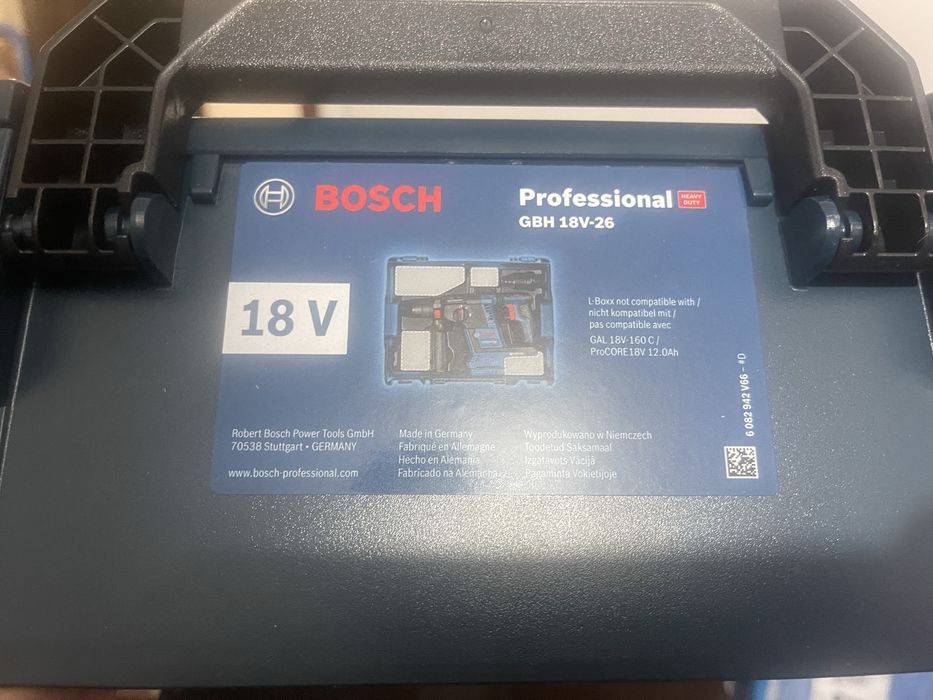 BOSCH
Professional HEAVY DUTY
GBH 18V-26
18 V
L-Boxx not compatible with /
nicht kompatibel mit /
pas compatible avec
GAL 18V-160 C /
ProCORE18V 12.0Ah
6 082 942 V66 - #D
Robert Bosch Power Tools GmbH
70538 Stuttgart • GERMANY
www.bosch-professional.com
Made in Germany
Fabriqué en Allemagne
Hecho en Alemania
Fabricado na Alemanha
Wyprodukowano w Niemczech
Toodetud Saksamaal
Izgatavots Vācijā
Pagaminta Vokietijoje